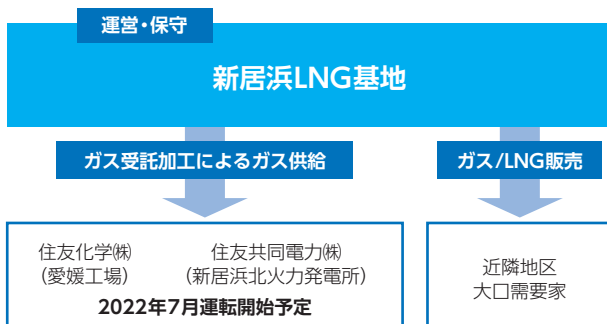 運営・保守
新居浜LNG基地
ガス受託加工によるガス供給
ガス/LNG販売
住友化学㈱
(愛媛工場)
住友共同電力㈱
(新居浜北火力発電所)
2022年7月運転開始予定
近隣地区
大口需要家